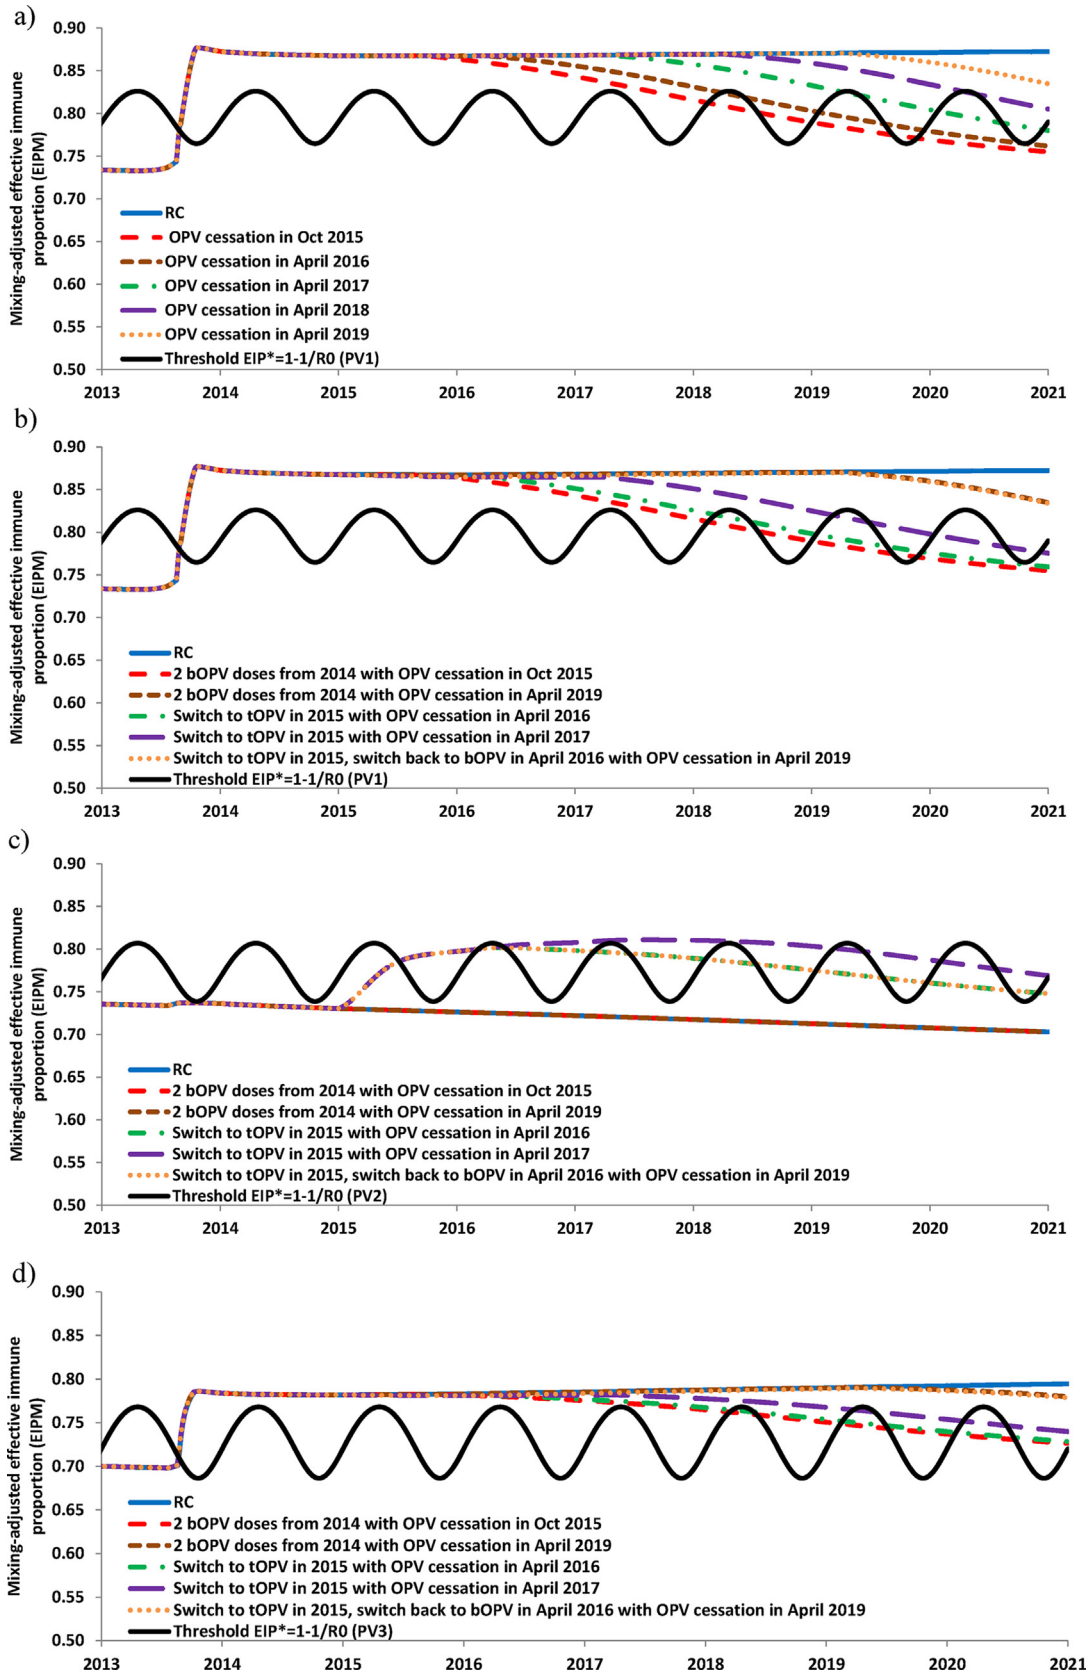 a)
Mixing-adjusted effective immune
proportion (EIPM)
0.90
0.85
0.80
0.75
0.70
0.65
0.60
0.55
0.50
RC
OPV cessation in Oct 2015
OPV cessation in April 2016
OPV cessation in April 2017
OPV cessation in April 2018
OPV cessation in April 2019
Threshold EIP*=1-1/R0 (PV1)
2013 2014 2015 2016 2017 2018 2019 2020 2021
b)
Mixing-adjusted effective immune
proportion (EIPM)
0.90
0.85
0.80
0.75
0.70
0.65
0.60
0.55
0.50
RC
2 bOPV doses from 2014 with OPV cessation in Oct 2015
2 bOPV doses from 2014 with OPV cessation in April 2019
Switch to tOPV in 2015 with OPV cessation in April 2016
Switch to tOPV in 2015 with OPV cessation in April 2017
Switch to tOPV in 2015, switch back to bOPV in April 2016 with OPV cessation in April 2019
Threshold EIP*=1-1/R0 (PV1)
2013 2014 2015 2016 2017 2018 2019 2020 2021
c)
Mixing-adjusted effective immune
proportion (EIPM)
0.90
0.85
0.80
0.75
0.70
0.65
0.60
0.55
0.50
RC
2 bOPV doses from 2014 with OPV cessation in Oct 2015
2 bOPV doses from 2014 with OPV cessation in April 2019
Switch to tOPV in 2015 with OPV cessation in April 2016
Switch to tOPV in 2015 with OPV cessation in April 2017
Switch to tOPV in 2015, switch back to bOPV in April 2016 with OPV cessation in April 2019
Threshold EIP*=1-1/R0 (PV2)
2013 2014 2015 2016 2017 2018 2019 2020 2021
d)
Mixing-adjusted effective immune
proportion (EIPM)
0.90
0.85
0.80
0.75
0.70
0.65
0.60
0.55
0.50
RC
2 bOPV doses from 2014 with OPV cessation in Oct 2015
2 bOPV doses from 2014 with OPV cessation in April 2019
Switch to tOPV in 2015 with OPV cessation in April 2016
Switch to tOPV in 2015 with OPV cessation in April 2017
Switch to tOPV in 2015, switch back to bOPV in April 2016 with OPV cessation in April 2019
Threshold EIP*=1-1/R0 (PV3)
2013 2014 2015 2016 2017 2018 2019 2020 2021